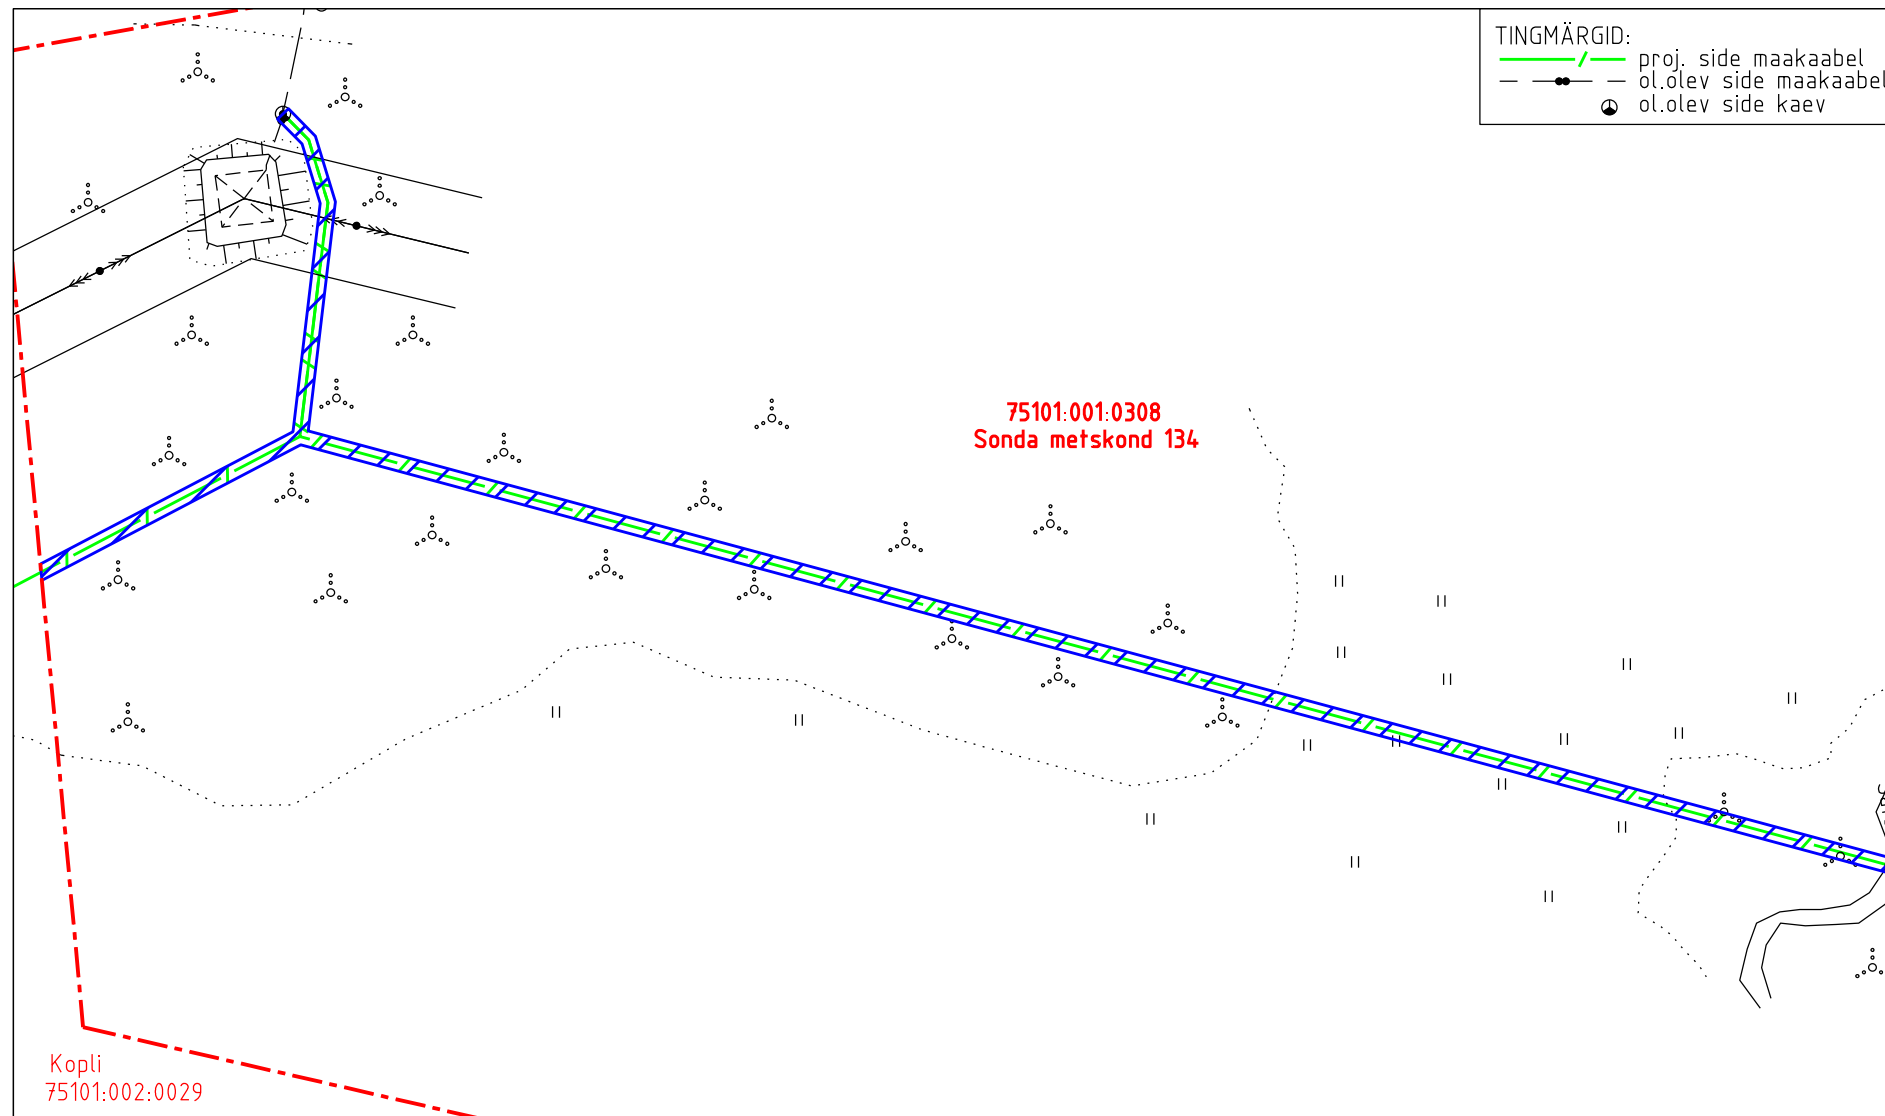 TINGMÄRGID:
proj. side maakaabel
ol.olev side maakaabel
ol.olev side kaev
75101:001:0308
Sonda metskond 134
Kopli
75101:002:0029